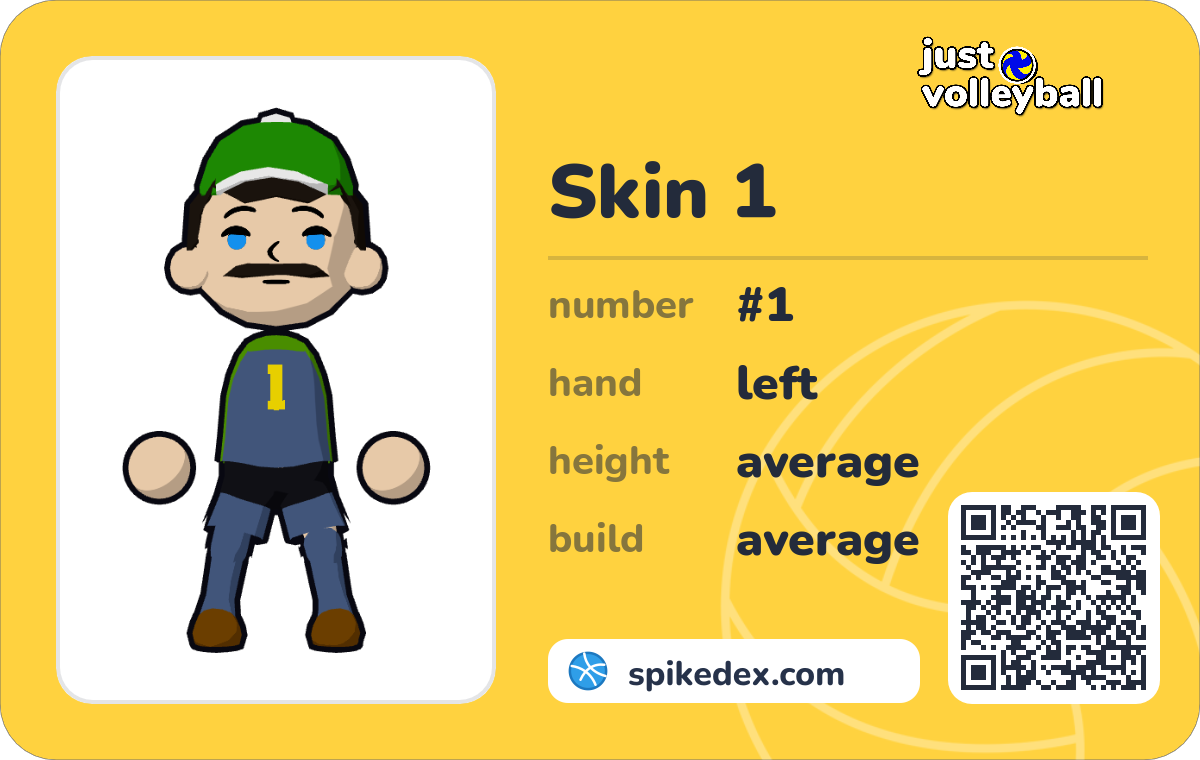 just
volleyball
Skin 1
number #1
hand left
height average
build average
1
spikedex.com